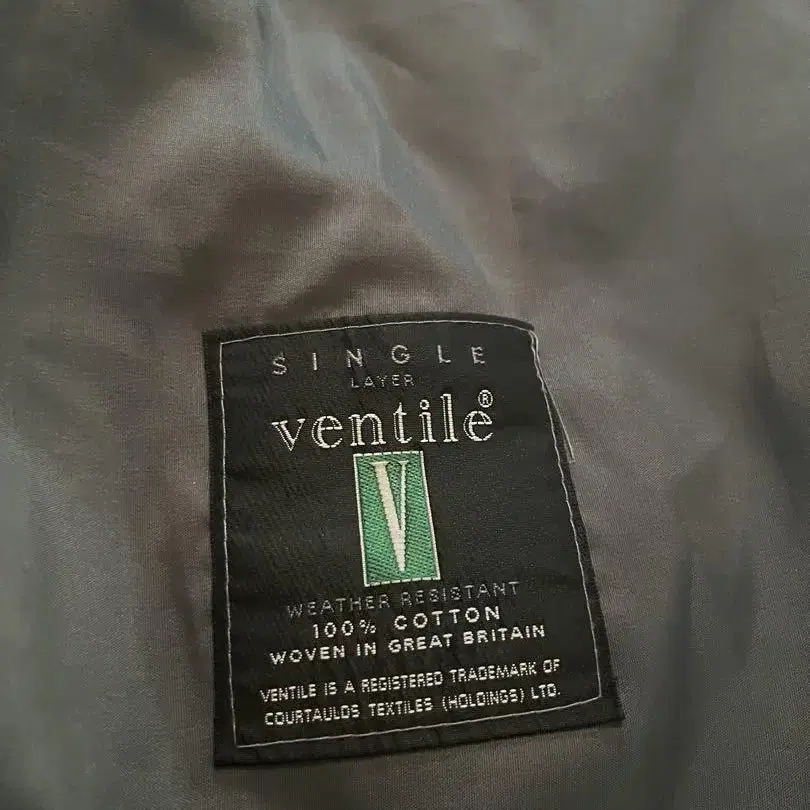 SINGLE
LAYER
ventile®
V
WEATHER RESISTANT
100% COTTON
WOVEN IN GREAT BRITAIN
VENTILE IS A REGISTERED TRADEMARK OF
COURTAULDS TEXTILES (HOLDINGS) LTD.